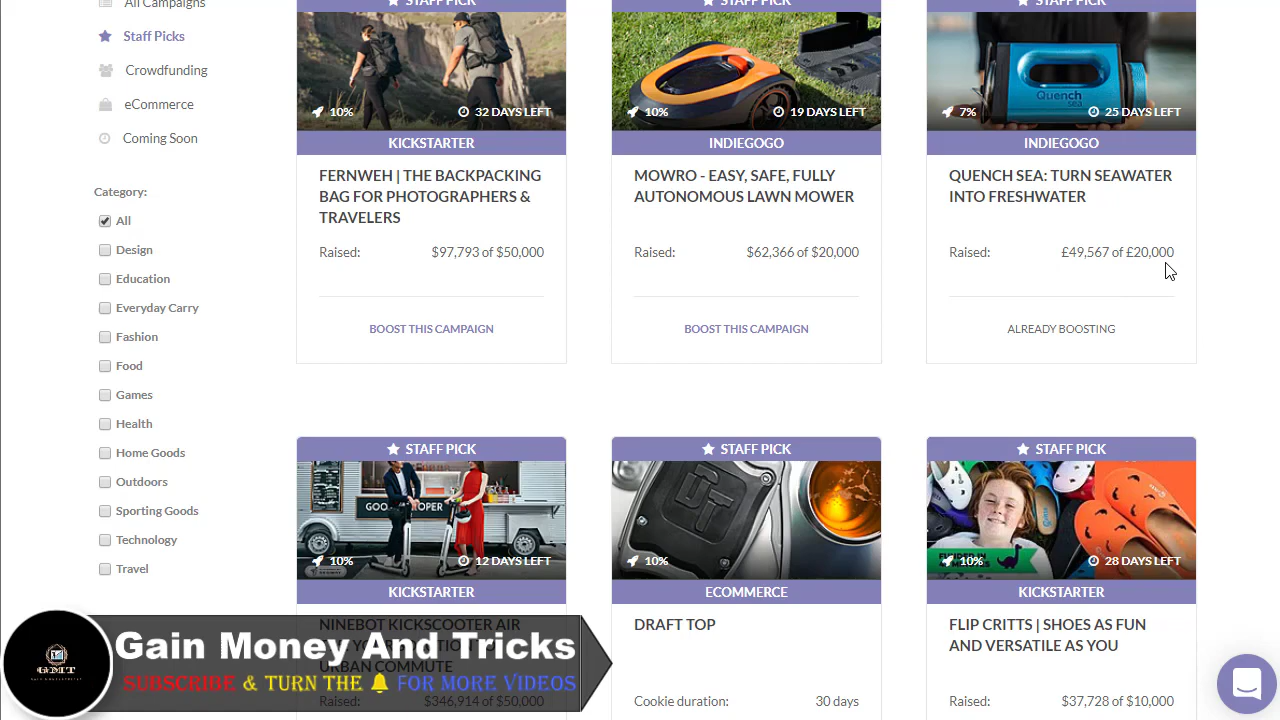 All Campaigns
Staff Picks
Crowdfunding
eCommerce
Coming Soon
Category:
All
Design
Education
Everyday Carry
Fashion
Food
Games
Health
Home Goods
Outdoors
Sporting Goods
Technology
Travel
STAFF PICK
10%
32 DAYS LEFT
KICKSTARTER
FERNWEH | THE BACKPACKING
BAG FOR PHOTOGRAPHERS &
TRAVELERS
Raised: $97,793 of $50,000
BOOST THIS CAMPAIGN
STAFF PICK
10%
19 DAYS LEFT
INDIEGOGO
MOWRO - EASY, SAFE, FULLY
AUTONOMOUS LAWN MOWER
Raised: $62,366 of $20,000
BOOST THIS CAMPAIGN
STAFF PICK
Quench
sea
7%
25 DAYS LEFT
INDIEGOGO
QUENCH SEA: TURN SEAWATER
INTO FRESHWATER
Raised: £49,567 of £20,000
ALREADY BOOSTING
STAFF PICK
10%
12 DAYS LEFT
KICKSTARTER
NINEBOT KICKSCOOTER AIR
URBAN COMMUTE
Raised: $346,914 of $50,000
STAFF PICK
DT
10%
ECOMMERCE
DRAFT TOP
Cookie duration: 30 days
STAFF PICK
10%
28 DAYS LEFT
KICKSTARTER
FLIP CRITTS | SHOES AS FUN
AND VERSATILE AS YOU
Raised: $37,728 of $10,000
GMT
Gain Money And Tricks
SUBSCRIBE & TURN THE FOR MORE VIDEOS